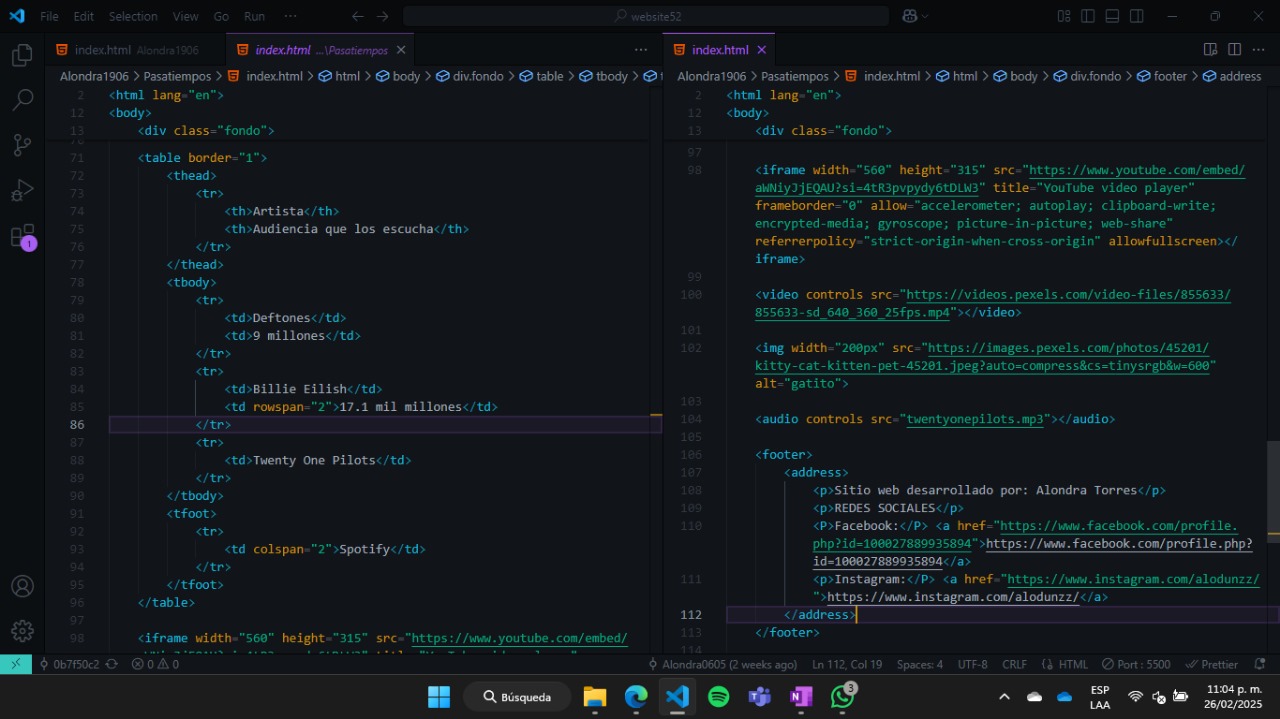 File Edit Selection View Go Run ··· website52
index.html Alondra1906 index.html ...\Pasatiempos index.html
Alondra1906 > Pasatiempos > index.html > html > body > div.fondo > table > tbody > t
Alondra1906 > Pasatiempos > index.html > html > body > div.fondo > footer > address
2 <html lang="en">
12 <body>
13 <div class="fondo">
71 <table border="1">
72 <thead>
73 <tr>
74 <th>Artista</th>
75 <th>Audiencia que los escucha</th>
76 </tr>
77 </thead>
78 <tbody>
79 <tr>
80 <td>Deftones</td>
81 <td>9 millones</td>
82 </tr>
83 <tr>
84 <td>Billie Eilish</td>
85 <td rowspan="2">17.1 mil millones</td>
86 </tr>
87 <tr>
88 <td>Twenty One Pilots</td>
89 </tr>
90 </tbody>
91 <tfoot>
92 <tr>
93 <td colspan="2">Spotify</td>
94 </tr>
95 </tfoot>
96 </table>
97
98 <iframe width="560" height="315" src="https://www.youtube.com/embed/
2 <html lang="en">
12 <body>
13 <div class="fondo">
97
98 <iframe width="560" height="315" src="https://www.youtube.com/embed/
aWNiyJjEQAU?si=4tR3pvpydy6tDLW3" title="YouTube video player"
frameborder="0" allow="accelerometer; autoplay; clipboard-write;
encrypted-media; gyroscope; picture-in-picture; web-share"
referrerpolicy="strict-origin-when-cross-origin" allowfullscreen></
iframe>
99
100 <video controls src="https://videos.pexels.com/video-files/855633/
855633-sd_640_360_25fps.mp4"></video>
101
102 <img width="200px" src="https://images.pexels.com/photos/45201/
kitty-cat-kitten-pet-45201.jpeg?auto=compress&cs=tinysrgb&w=600"
alt="gatito">
103
104 <audio controls src="twentyonepilots.mp3"></audio>
105
106 <footer>
107 <address>
108 <p>Sitio web desarrollado por: Alondra Torres</p>
109 <p>REDES SOCIALES</p>
110 <P>Facebook:</P> <a href="https://www.facebook.com/profile.
php?id=100027889935894">https://www.facebook.com/profile.php?
id=100027889935894</a>
111 <p>Instagram:</P> <a href="https://www.instagram.com/alodunzz/
">https://www.instagram.com/alodunzz/</a>
112 </address>
113 </footer>
114
1
0b7f50c2 0 0 Alondra0605 (2 weeks ago) Ln 112, Col 19 Spaces: 4 UTF-8 CRLF HTML Port : 5500 Prettier
Búsqueda 3 ESP LAA 11:04 p. m. 26/02/2025